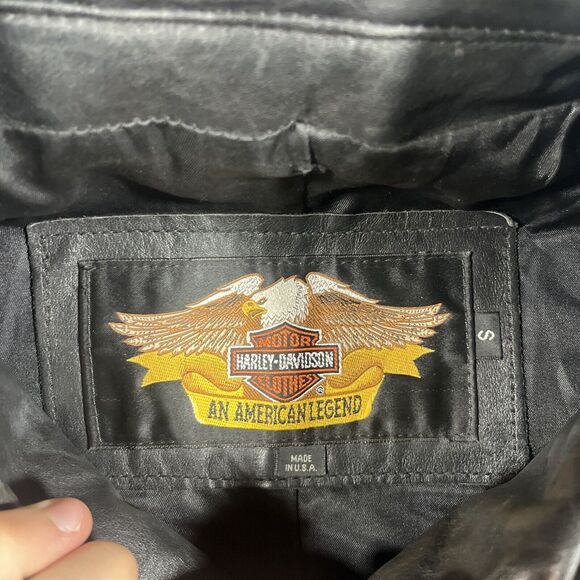 MOTOR
HARLEY-DAVIDSON
CLOTHES
®
AN AMERICAN LEGEND
S
MADE
IN U.S.A.